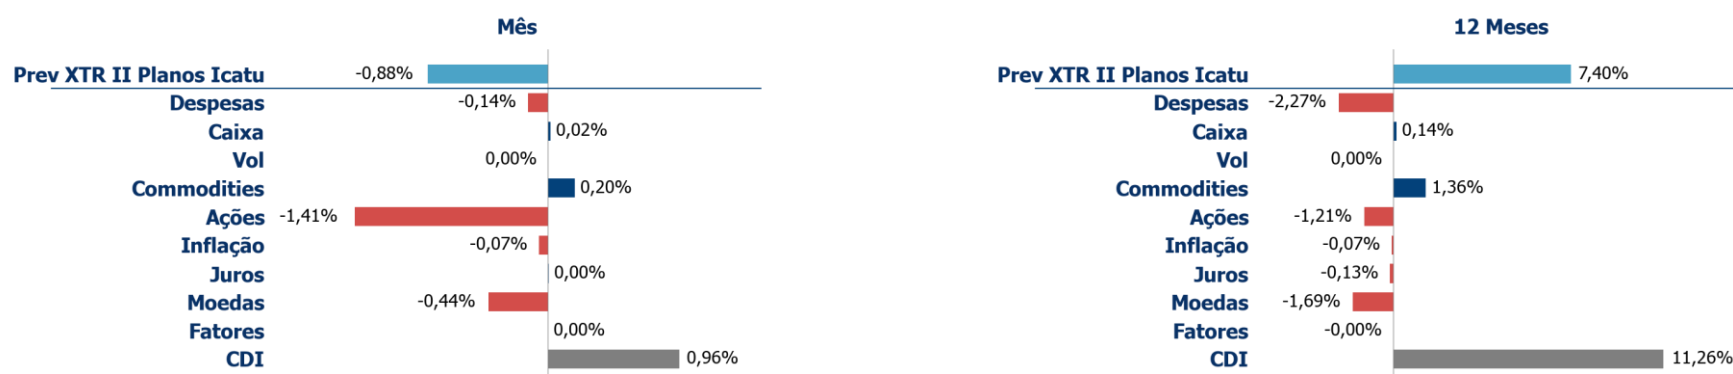 Mês
Prev XTR II Planos Icatu -0,88%
Despesas -0,14%
Caixa 0,02%
Vol 0,00%
Commodities 0,20%
Ações -1,41%
Inflação -0,07%
Juros 0,00%
Moedas -0,44%
Fatores 0,00%
CDI 0,96%
12 Meses
Prev XTR II Planos Icatu 7,40%
Despesas -2,27%
Caixa 0,14%
Vol 0,00%
Commodities 1,36%
Ações -1,21%
Inflação -0,07%
Juros -0,13%
Moedas -1,69%
Fatores -0,00%
CDI 11,26%